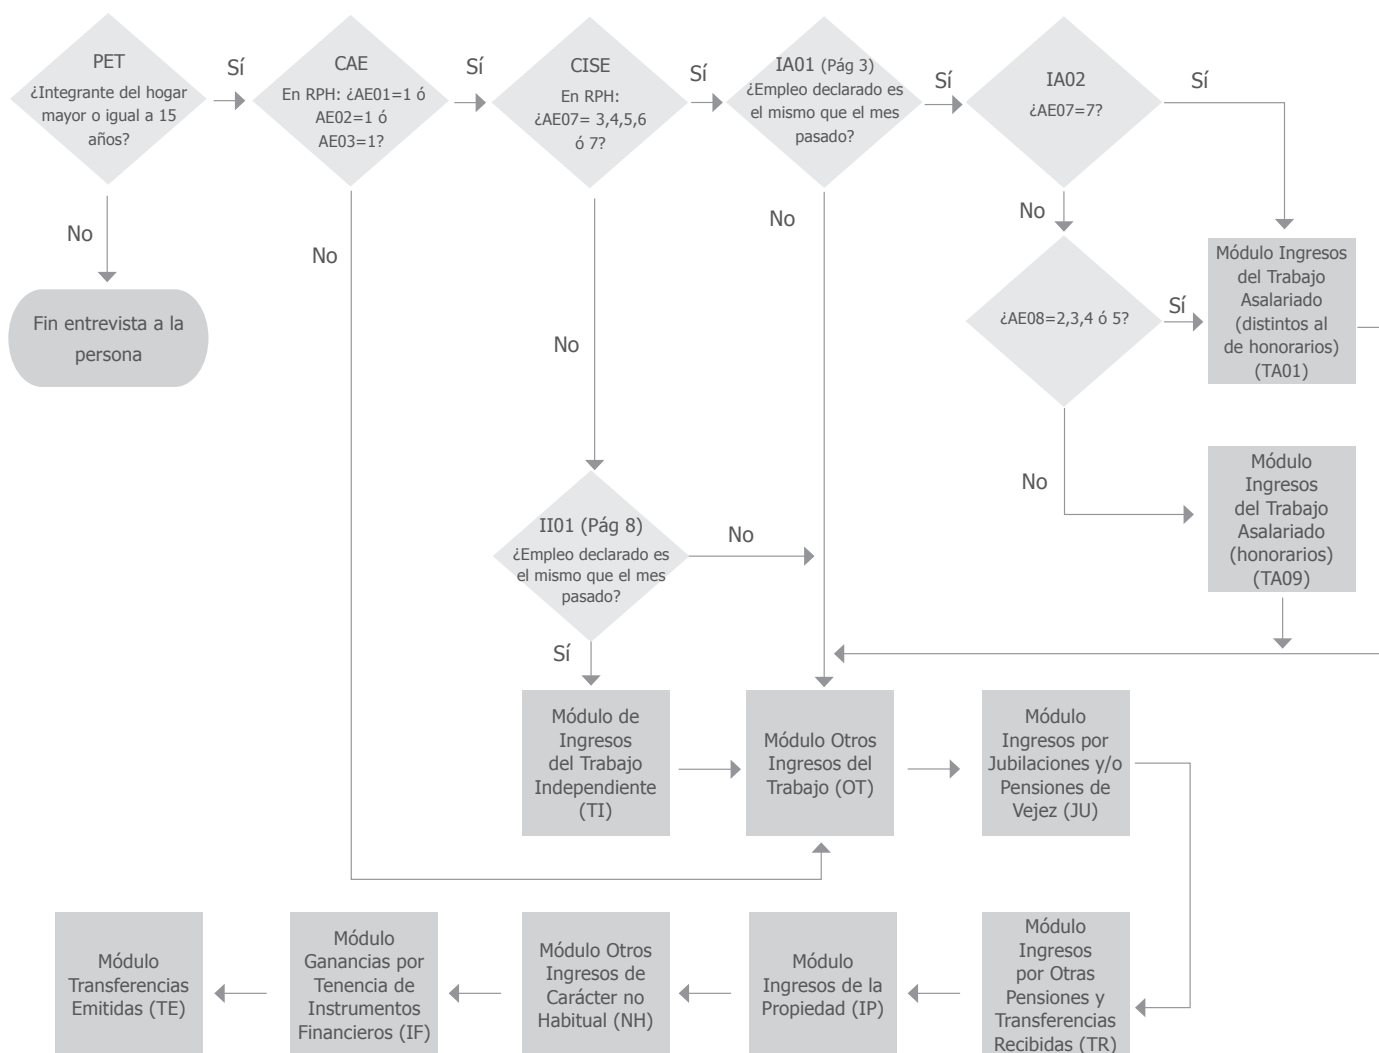 PET
¿Integrante del hogar
mayor o igual a 15
años?
Sí
No
Fin entrevista a la
persona
CAE
En RPH: ¿AE01=1 ó
AE02=1 ó
AE03=1?
Sí
No
CISE
En RPH:
¿AE07= 3,4,5,6
ó 7?
Sí
No
IA01 (Pág 3)
¿Empleo declarado es
el mismo que el mes
pasado?
Sí
No
IA02
¿AE07=7?
Sí
No
¿AE08=2,3,4 ó 5?
Sí
No
Módulo Ingresos
del Trabajo
Asalariado
(distintos al
de honorarios)
(TA01)
Módulo
Ingresos
del Trabajo
Asalariado
(honorarios)
(TA09)
II01 (Pág 8)
¿Empleo declarado es
el mismo que el mes
pasado?
No
Sí
Módulo de
Ingresos
del Trabajo
Independiente
(TI)
Módulo Otros
Ingresos del
Trabajo (OT)
Módulo
Ingresos por
Jubilaciones y/o
Pensiones de
Vejez (JU)
Módulo
Transferencias
Emitidas (TE)
Módulo
Ganancias por
Tenencia de
Instrumentos
Financieros (IF)
Módulo Otros
Ingresos de
Carácter no
Habitual (NH)
Módulo
Ingresos de la
Propiedad (IP)
Módulo
Ingresos
por Otras
Pensiones y
Transferencias
Recibidas (TR)